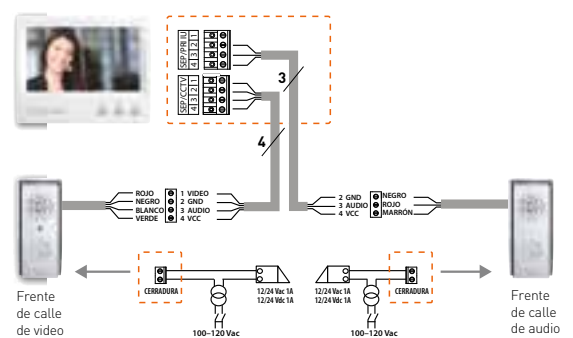 SEP/PRI IU
4 3 2 1
SEP/CCTV
4 3 2 1
3
4
ROJO
NEGRO
BLANCO
VERDE
1 VIDEO
2 GND
3 AUDIO
4 VCC
2 GND
3 AUDIO
4 VCC
NEGRO
ROJO
MARRÓN
CERRADURA
12/24 Vac 1A
12/24 Vdc 1A
100–120 Vac
12/24 Vac 1A
12/24 Vdc 1A
CERRADURA
100–120 Vac
Frente
de calle
de video
Frente
de calle
de audio